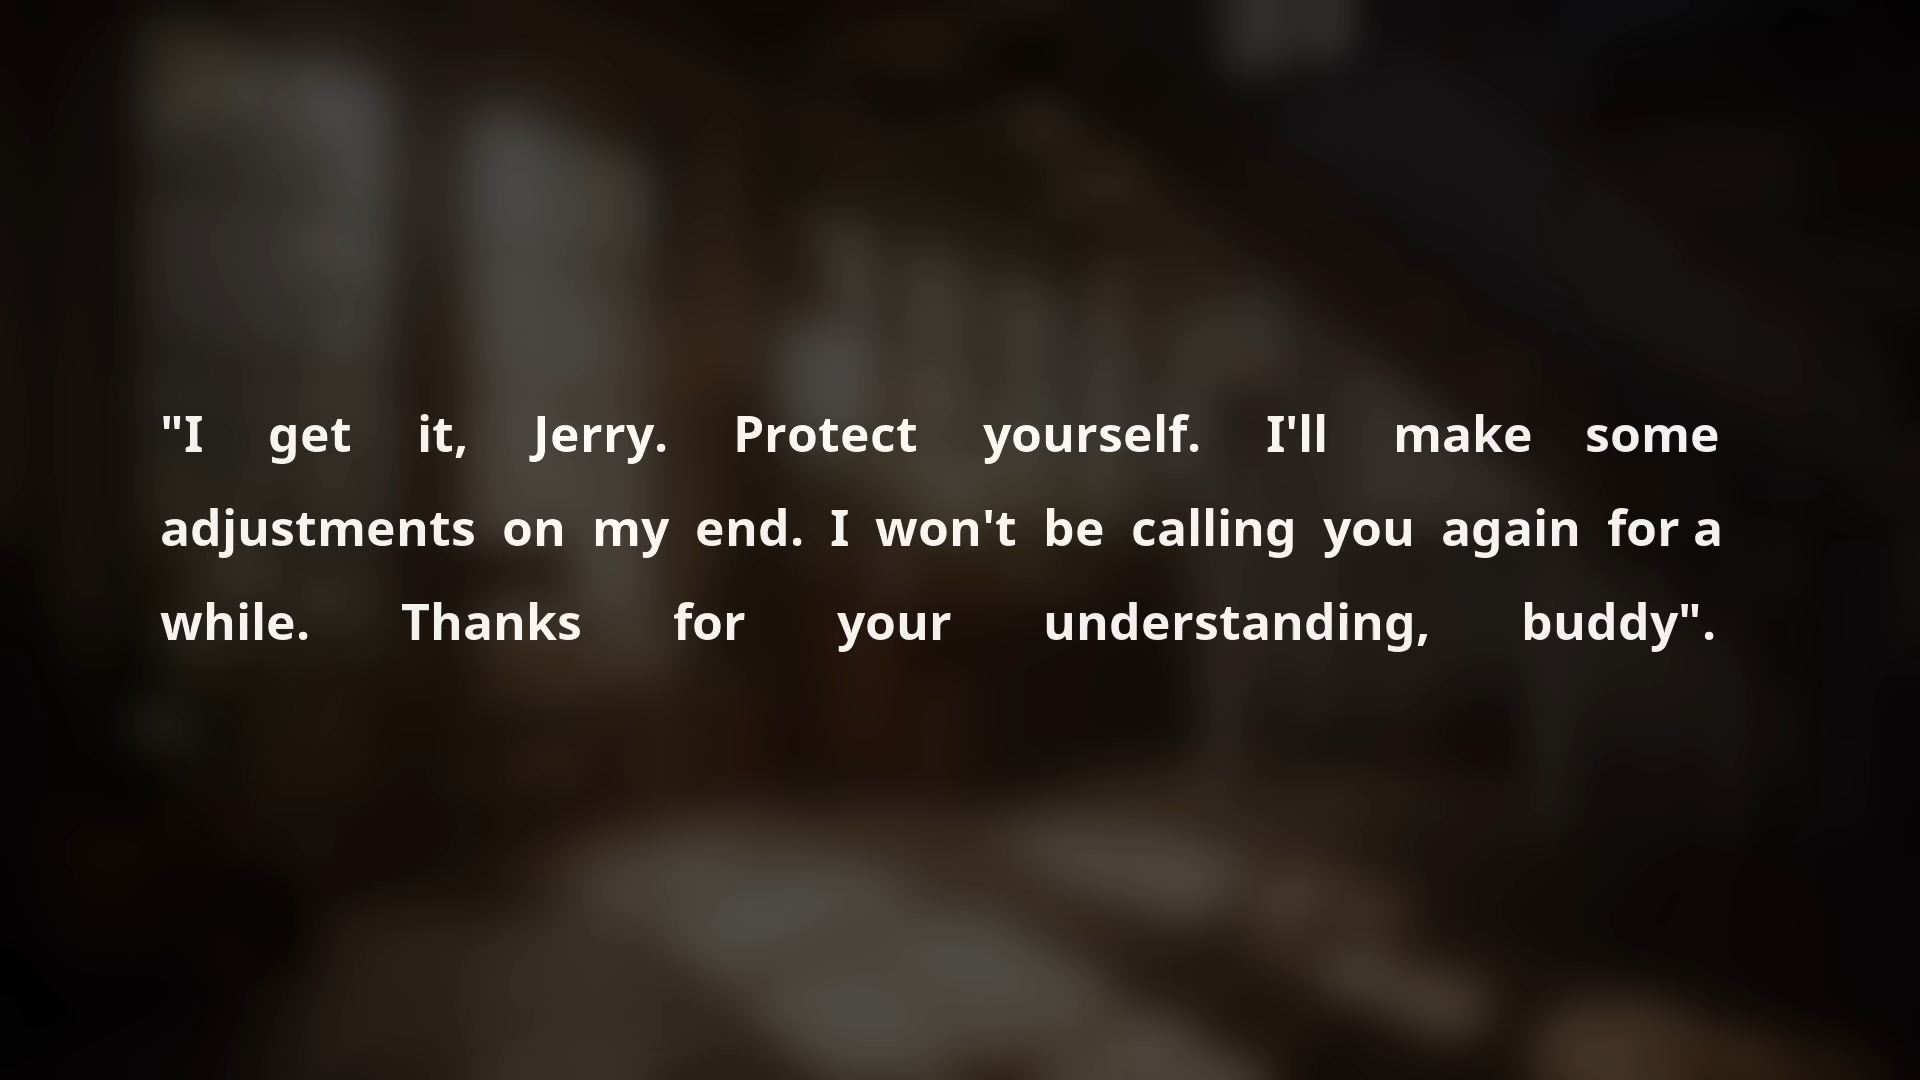 "I get it, Jerry. Protect yourself. I'll make some
adjustments on my end. I won't be calling you again for a
while. Thanks for your understanding, buddy".